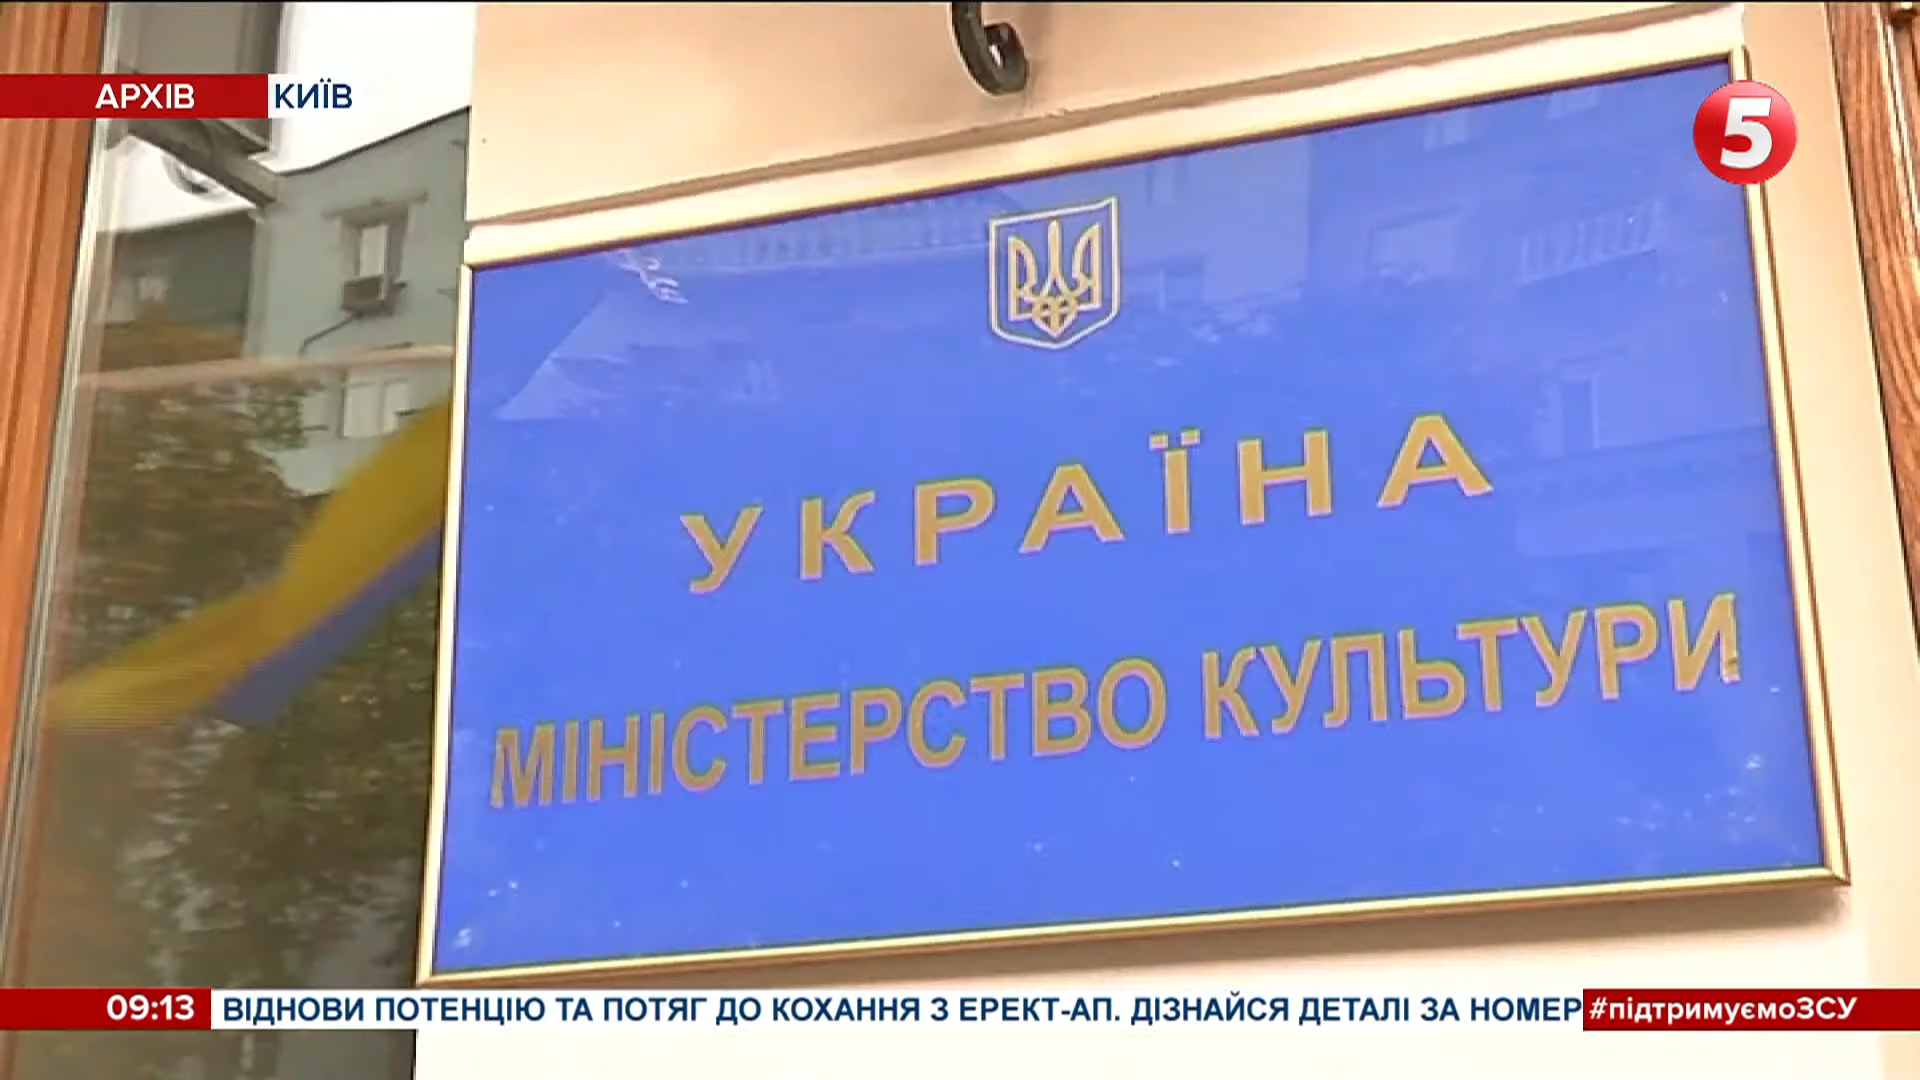 АРХІВ КИЇВ
5
УКРАЇНА
МІНІСТЕРСТВО КУЛЬТУРИ
09:13 ВІДНОВИ ПОТЕНЦІЮ ТА ПОТЯГ ДО КОХАННЯ З ЕРЕКТ-АП. ДІЗНАЙСЯ ДЕТАЛІ ЗА НОМЕР #підтримуємоЗСУ